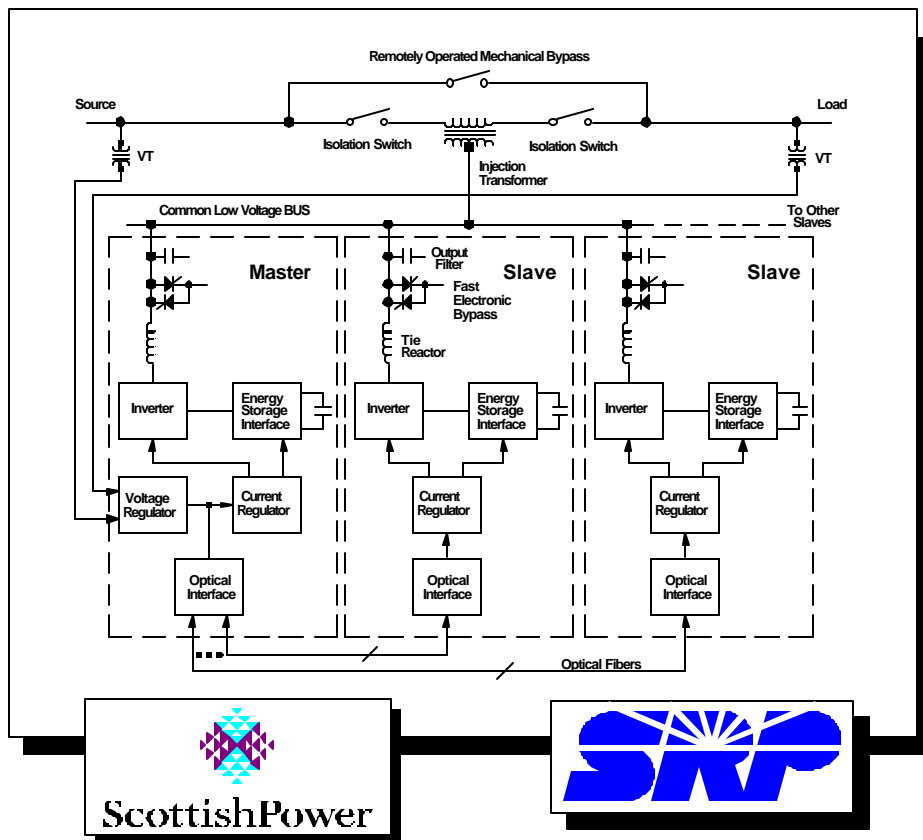 Remotely Operated Mechanical Bypass
Source
Load
Isolation Switch
Isolation Switch
VT
VT
Injection
Transformer
Common Low Voltage BUS
To Other
Slaves
Master
Output
Filter
Slave
Slave
Fast
Electronic
Bypass
Tie
Reactor
Inverter
Energy
Storage
Interface
Inverter
Energy
Storage
Interface
Inverter
Energy
Storage
Interface
Voltage
Regulator
Current
Regulator
Current
Regulator
Current
Regulator
Optical
Interface
Optical
Interface
Optical
Interface
Optical Fibers
ScottishPower
SRP